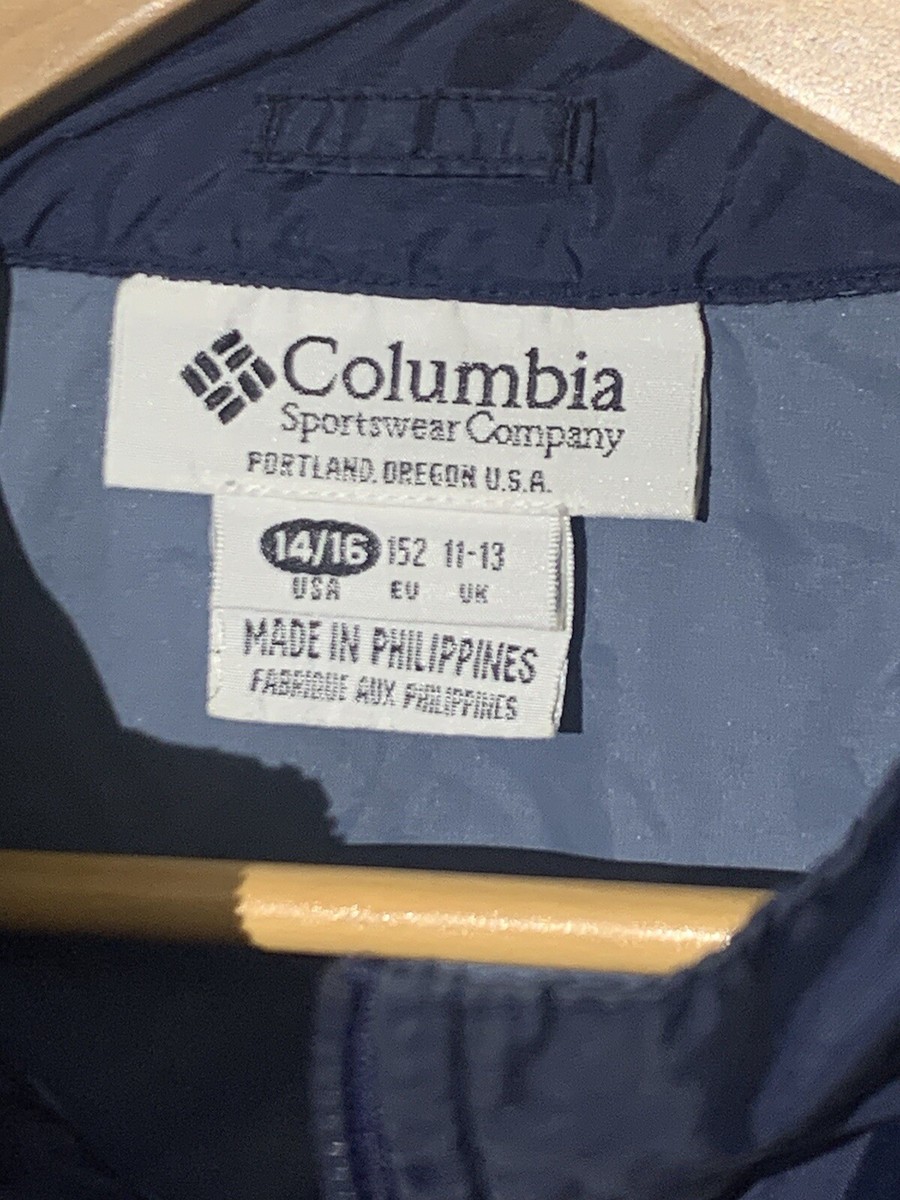 Columbia
Sportswear Company
PORTLAND. OREGON U.S.A.
14/16 152 11-13
USA EU UK
MADE IN PHILIPPINES
FABRIQUE AUX PHILIPPINES